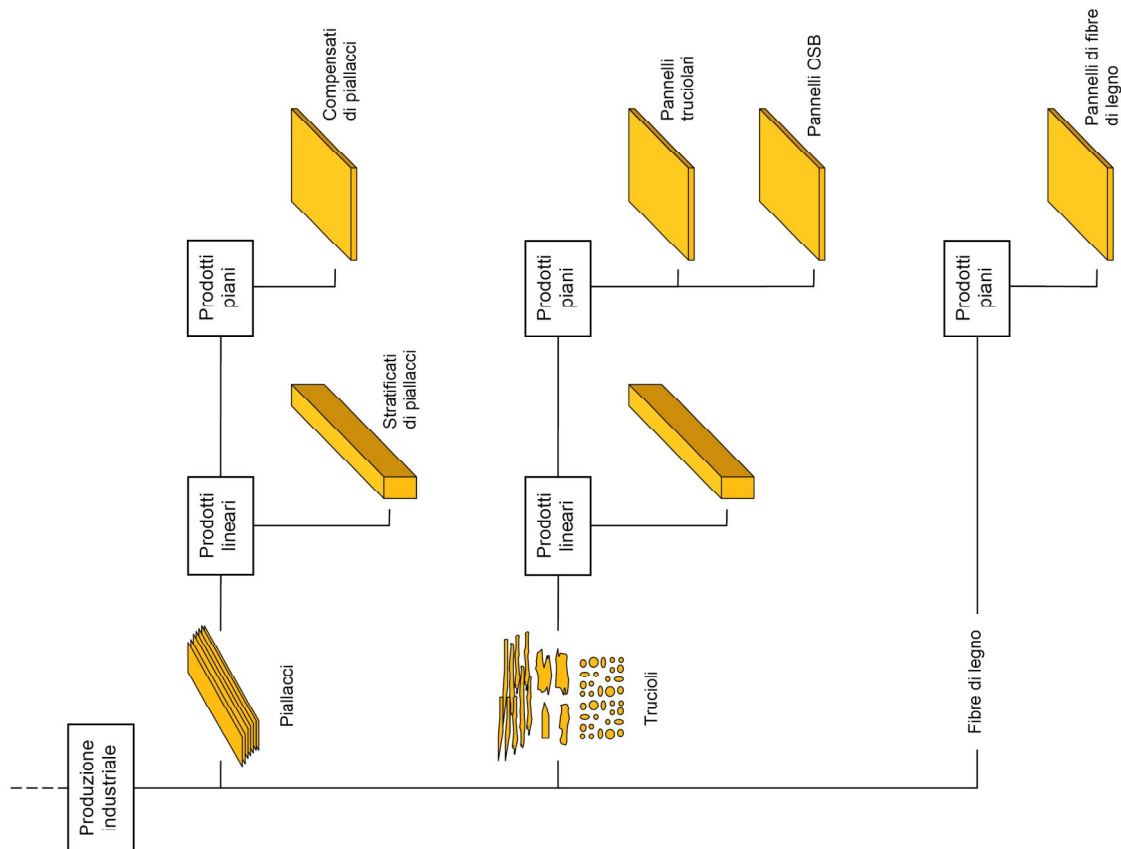 Produzione
industriale
Piallacci
Prodotti
lineari
Stratificati
di piallacci
Prodotti
piani
Compensati
di piallacci
Trucioli
Prodotti
lineari
Prodotti
piani
Pannelli
truciolari
Pannelli OSB
Fibre di legno
Prodotti
piani
Pannelli di fibre
di legno